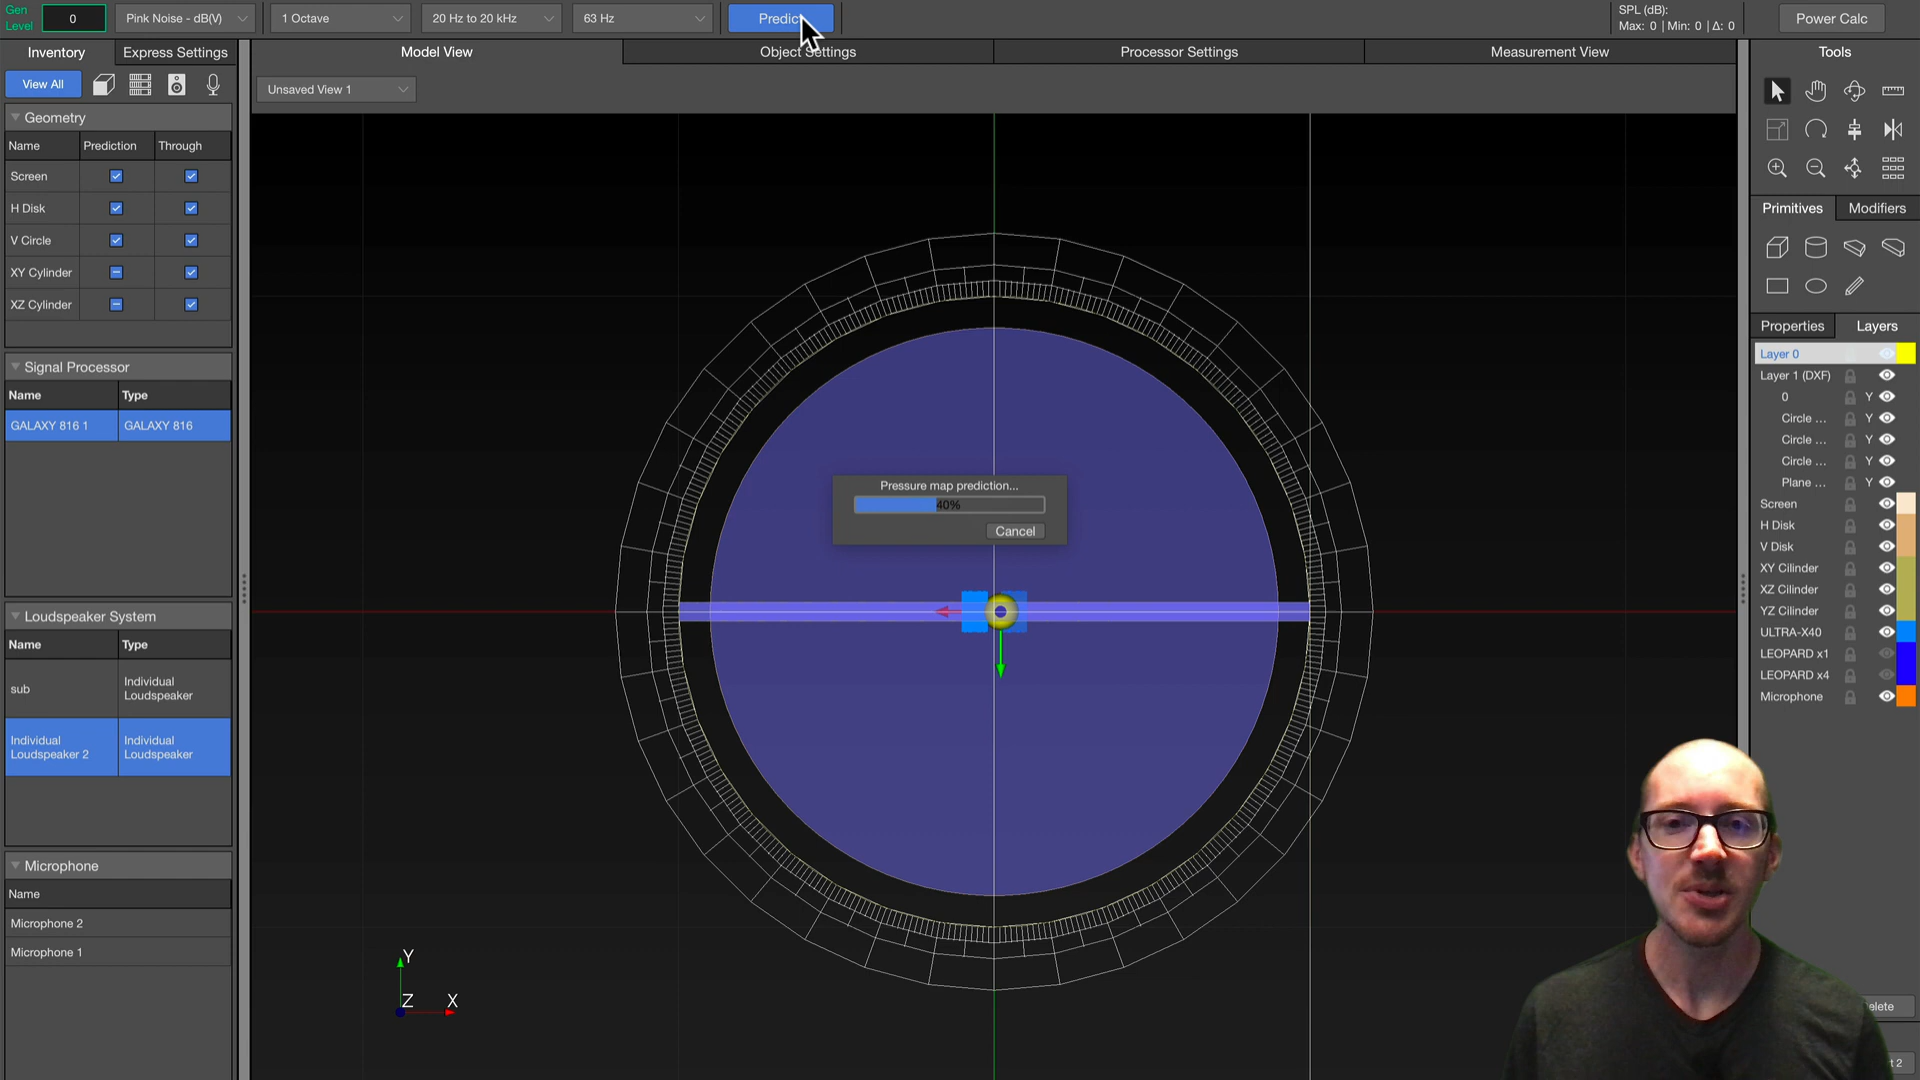 Gen
Level
0
Pink Noise - dB(V)
1 Octave
20 Hz to 20 kHz
63 Hz
Predict
SPL (dB):
Max: 0 | Min: 0 | Δ: 0
Power Calc
Inventory
Express Settings
Model View
Object Settings
Processor Settings
Measurement View
Tools
View All
Unsaved View 1
Geometry
Name Prediction Through
Screen
H Disk
V Circle
XY Cylinder
XZ Cylinder
Signal Processor
Name Type
GALAXY 816 1 GALAXY 816
Loudspeaker System
Name Type
sub Individual Loudspeaker
Individual Loudspeaker 2 Individual Loudspeaker
Microphone
Name
Microphone 2
Microphone 1
Pressure map prediction...
40%
Cancel
Y
Z X
Primitives Modifiers
Properties Layers
Layer 0
Layer 1 (DXF)
0 Y
Circle ... Y
Circle ... Y
Circle ... Y
Plane ... Y
Screen
H Disk
V Disk
XY Cilinder
XZ Cilinder
YZ Cilinder
ULTRA-X40
LEOPARD x1
LEOPARD x4
Microphone
elete
2